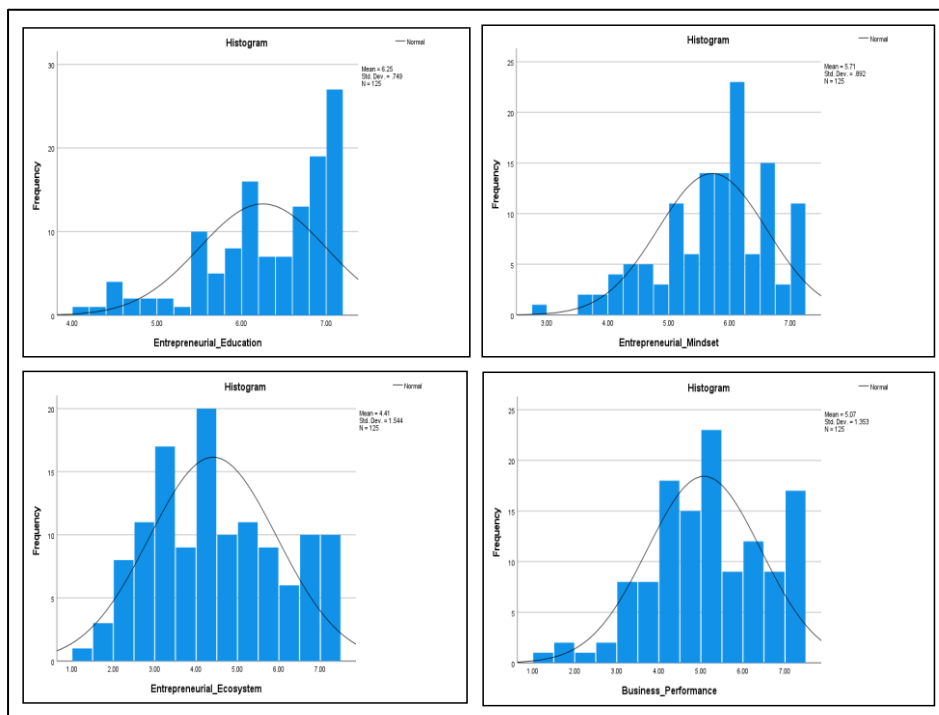 Histogram
Normal
Mean = 6.25
Std. Dev. = .749
N = 125
30
20
10
0
Frequency
4.00 5.00 6.00 7.00
Entrepreneurial_Education
Histogram
Normal
Mean = 5.71
Std. Dev. = .892
N = 125
25
20
15
10
5
0
Frequency
3.00 4.00 5.00 6.00 7.00
Entrepreneurial_Mindset
Histogram
Normal
Mean = 4.41
Std. Dev. = 1.544
N = 125
20
15
10
5
0
Frequency
1.00 2.00 3.00 4.00 5.00 6.00 7.00
Entrepreneurial_Ecosystem
Histogram
Normal
Mean = 5.07
Std. Dev. = 1.353
N = 125
25
20
15
10
5
0
Frequency
1.00 2.00 3.00 4.00 5.00 6.00 7.00
Business_Performance